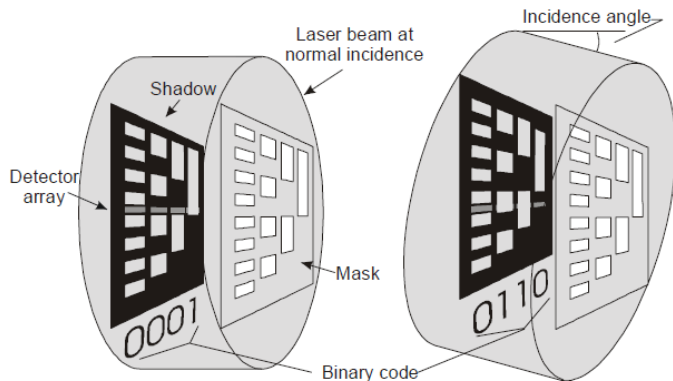 Incidence angle
Laser beam at
normal incidence
Shadow
Detector
array
Mask
0001
0110
Binary code